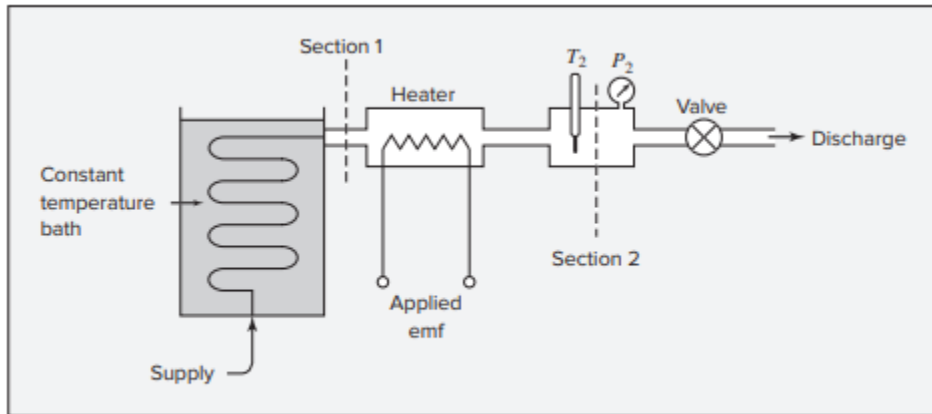 Section 1
T2
P2
Heater
Valve
Discharge
Constant
temperature
bath
Section 2
Applied
emf
Supply